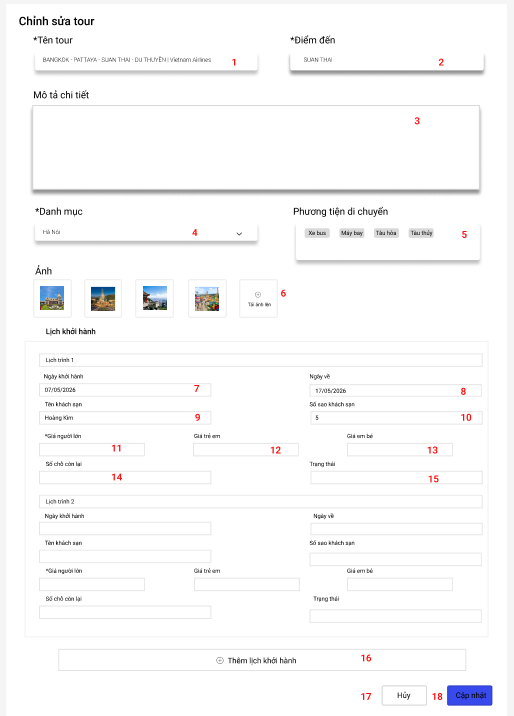 Chỉnh sửa tour
*Tên tour *Điểm đến
BANGKOK - PATTAYA - SUAN THAI - DU THUYỀN | Vietnam Airlines 1 SUAN THAI 2
Mô tả chi tiết
3
*Danh mục Phương tiện di chuyển
Hà Nội 4 Xe bus Máy bay Tàu hỏa Tàu thủy 5
Ảnh
Tải ảnh lên 6
Lịch khởi hành
Lịch trình 1
Ngày khởi hành Ngày về
07/05/2026 7 17/05/2026 8
Tên khách sạn Số sao khách sạn
Hoàng Kim 9 5 10
*Giá người lớn Giá trẻ em Giá em bé
11 12 13
Số chỗ còn lại Trạng thái
14 15
Lịch trình 2
Ngày khởi hành Ngày về
Tên khách sạn Số sao khách sạn
*Giá người lớn Giá trẻ em Giá em bé
Số chỗ còn lại Trạng thái
Thêm lịch khởi hành 16
17 Hủy 18 Cập nhật